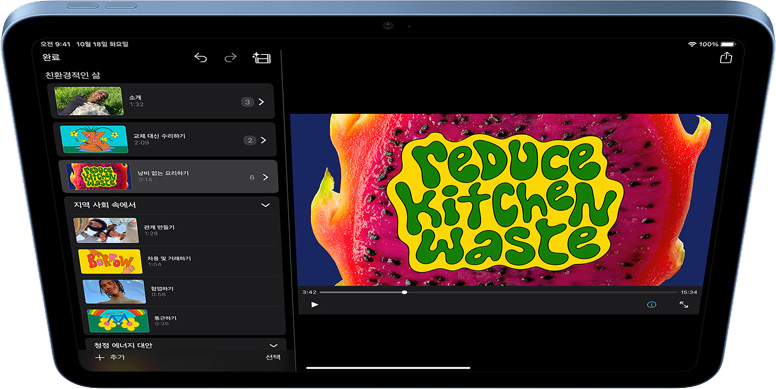 오전 9:41 10월 18일 화요일
100%
완료
친환경적인 삶
소개
1:32
3
교체 대신 수리하기
2:09
2
REDUCE
KITCHEN
WASTE
낭비 없는 요리하기
3:14
6
지역 사회 속에서
관계 만들기
1:28
BORROW
차용 및 거래하기
1:04
협업하기
0:58
통근하기
0:26
청정 에너지 대안
추가
선택
reDuce
kitcheN
waste
3:42
15:34